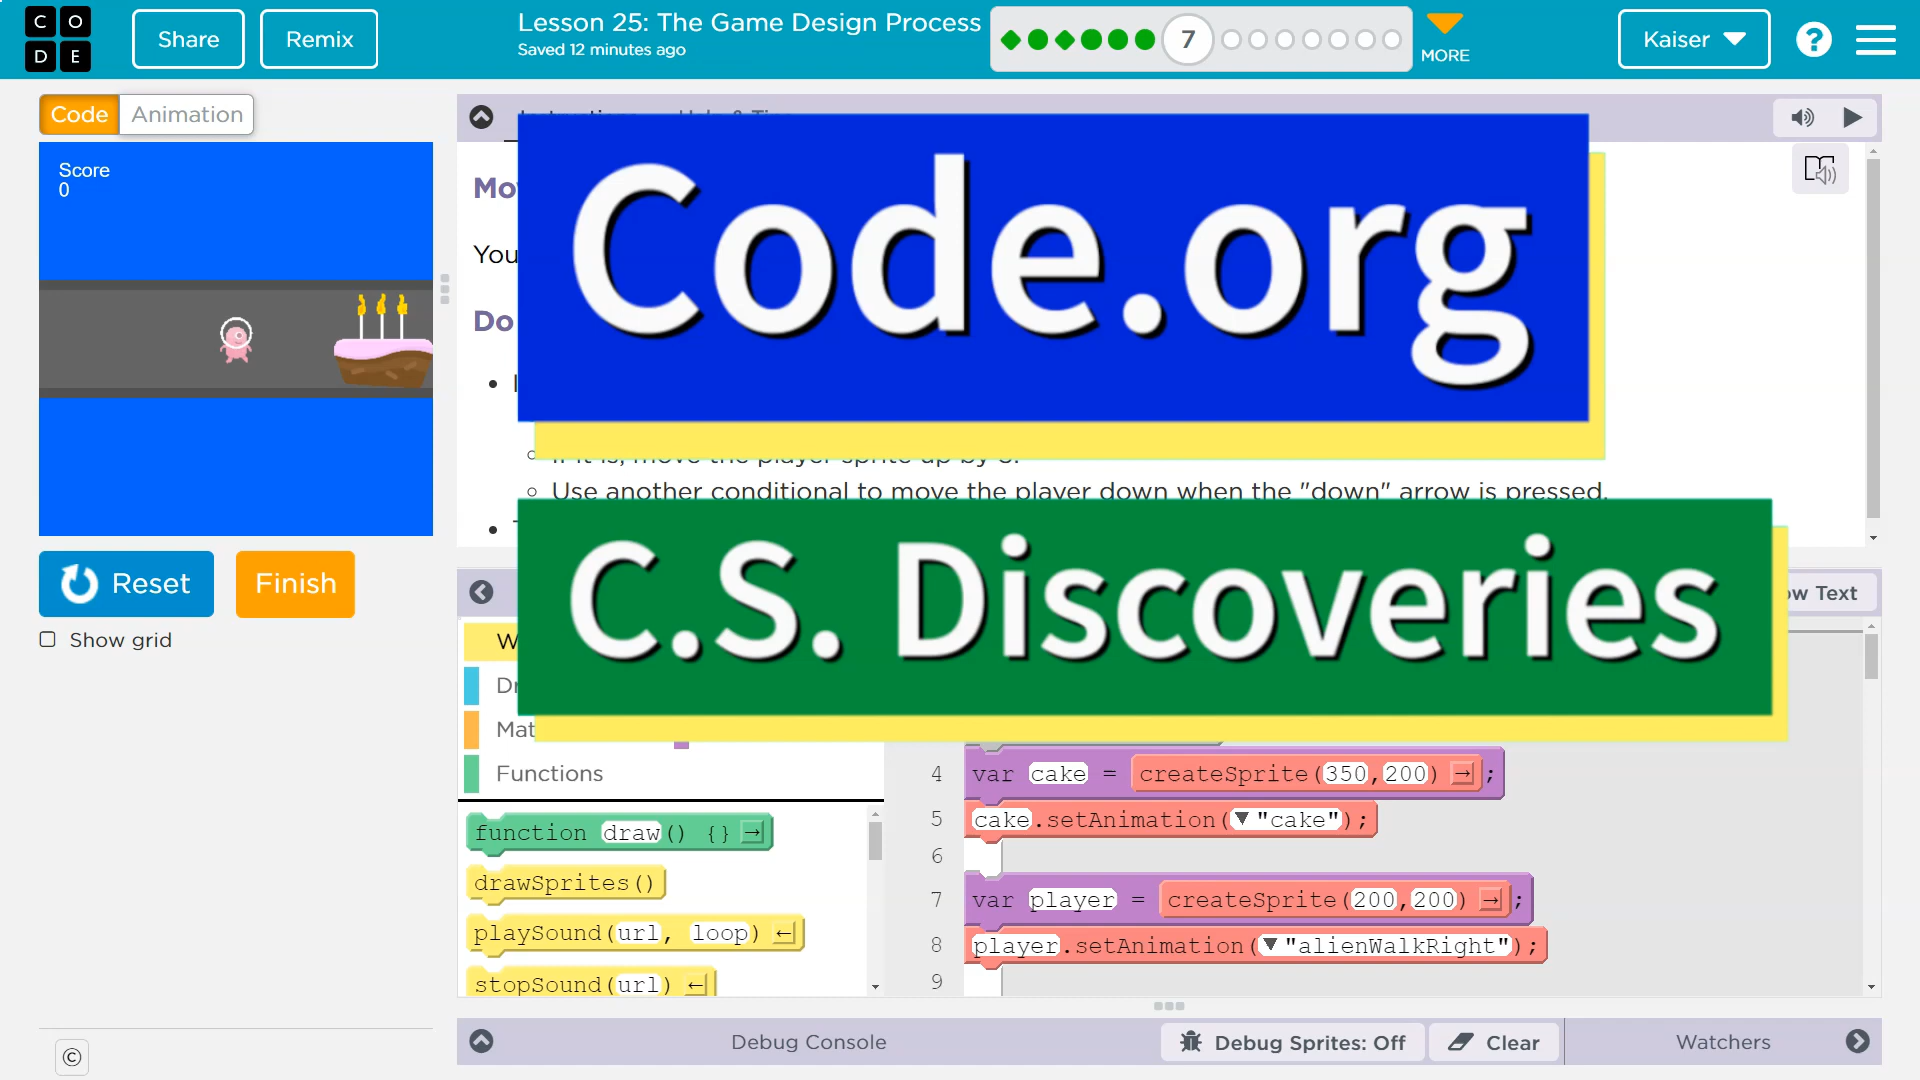 C O
D E
Share
Remix
Lesson 25: The Game Design Process
Saved 12 minutes ago
7
MORE
Kaiser
?
Code
Animation
Score
0
Reset
Finish
Show grid
©
Code.org
You
Do
Use another conditional to move the player down when the "down" arrow is pressed.
C.S. Discoveries
Text
Functions
function draw() {} →
drawSprites()
playSound(url, loop) ←
stopSound(url) ←
4 var cake = createSprite(350,200) → ;
5 cake.setAnimation(▼ "cake");
6
7 var player = createSprite(200,200) → ;
8 player.setAnimation(▼ "alienWalkRight");
9
Debug Console
Debug Sprites: Off
Clear
Watchers